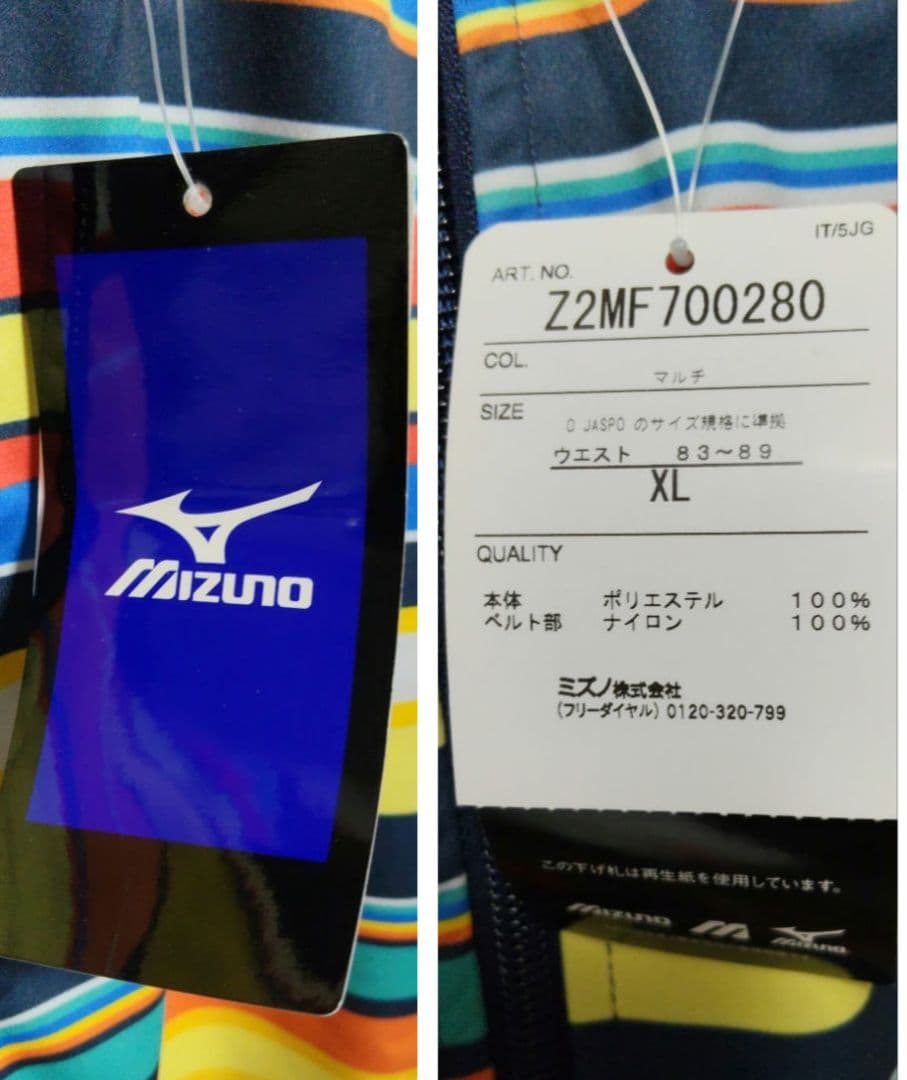 MIZUNO
IT/5JG
ART. NO.
Z2MF700280
COL.
マルチ
SIZE
O JASPO のサイズ規格に準拠
ウエスト 83～89
XL
QUALITY
本体 ポリエステル 100%
ベルト部 ナイロン 100%
ミズノ株式会社
(フリーダイヤル) 0120-320-799
この下げ札は再生紙を使用しています。
MIZUNO M MIZUNO